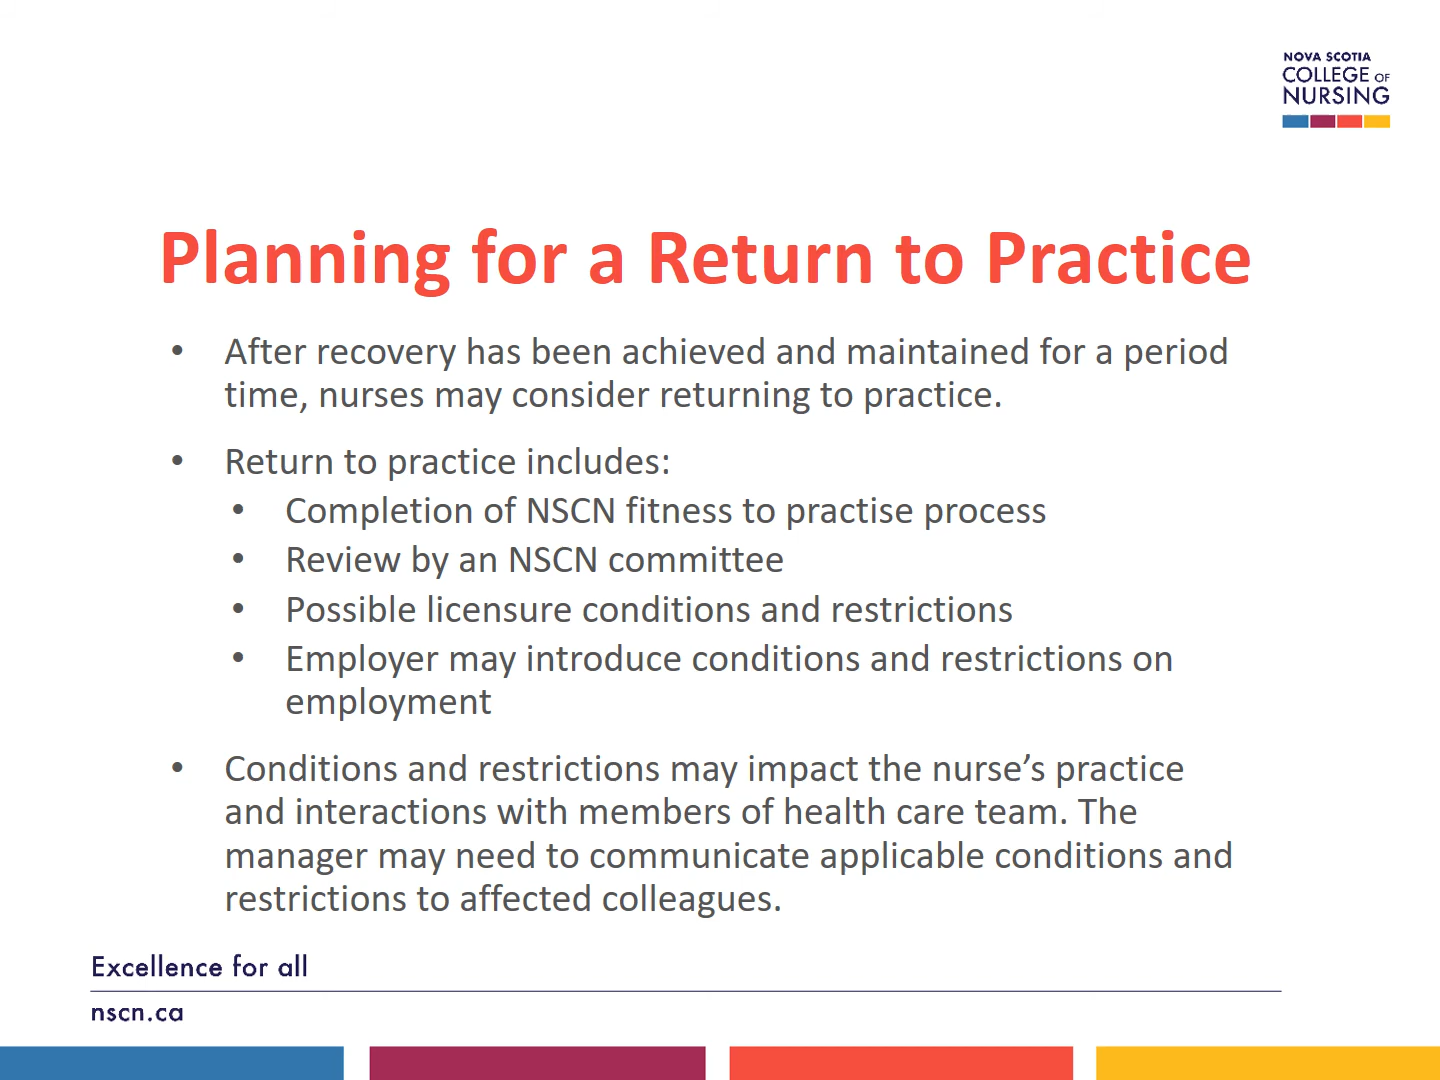 NOVA SCOTIA
COLLEGE OF
NURSING
Planning for a Return to Practice
• After recovery has been achieved and maintained for a period
time, nurses may consider returning to practice.
• Return to practice includes:
• Completion of NSCN fitness to practise process
• Review by an NSCN committee
• Possible licensure conditions and restrictions
• Employer may introduce conditions and restrictions on
employment
• Conditions and restrictions may impact the nurse’s practice
and interactions with members of health care team. The
manager may need to communicate applicable conditions and
restrictions to affected colleagues.
Excellence for all
nscn.ca